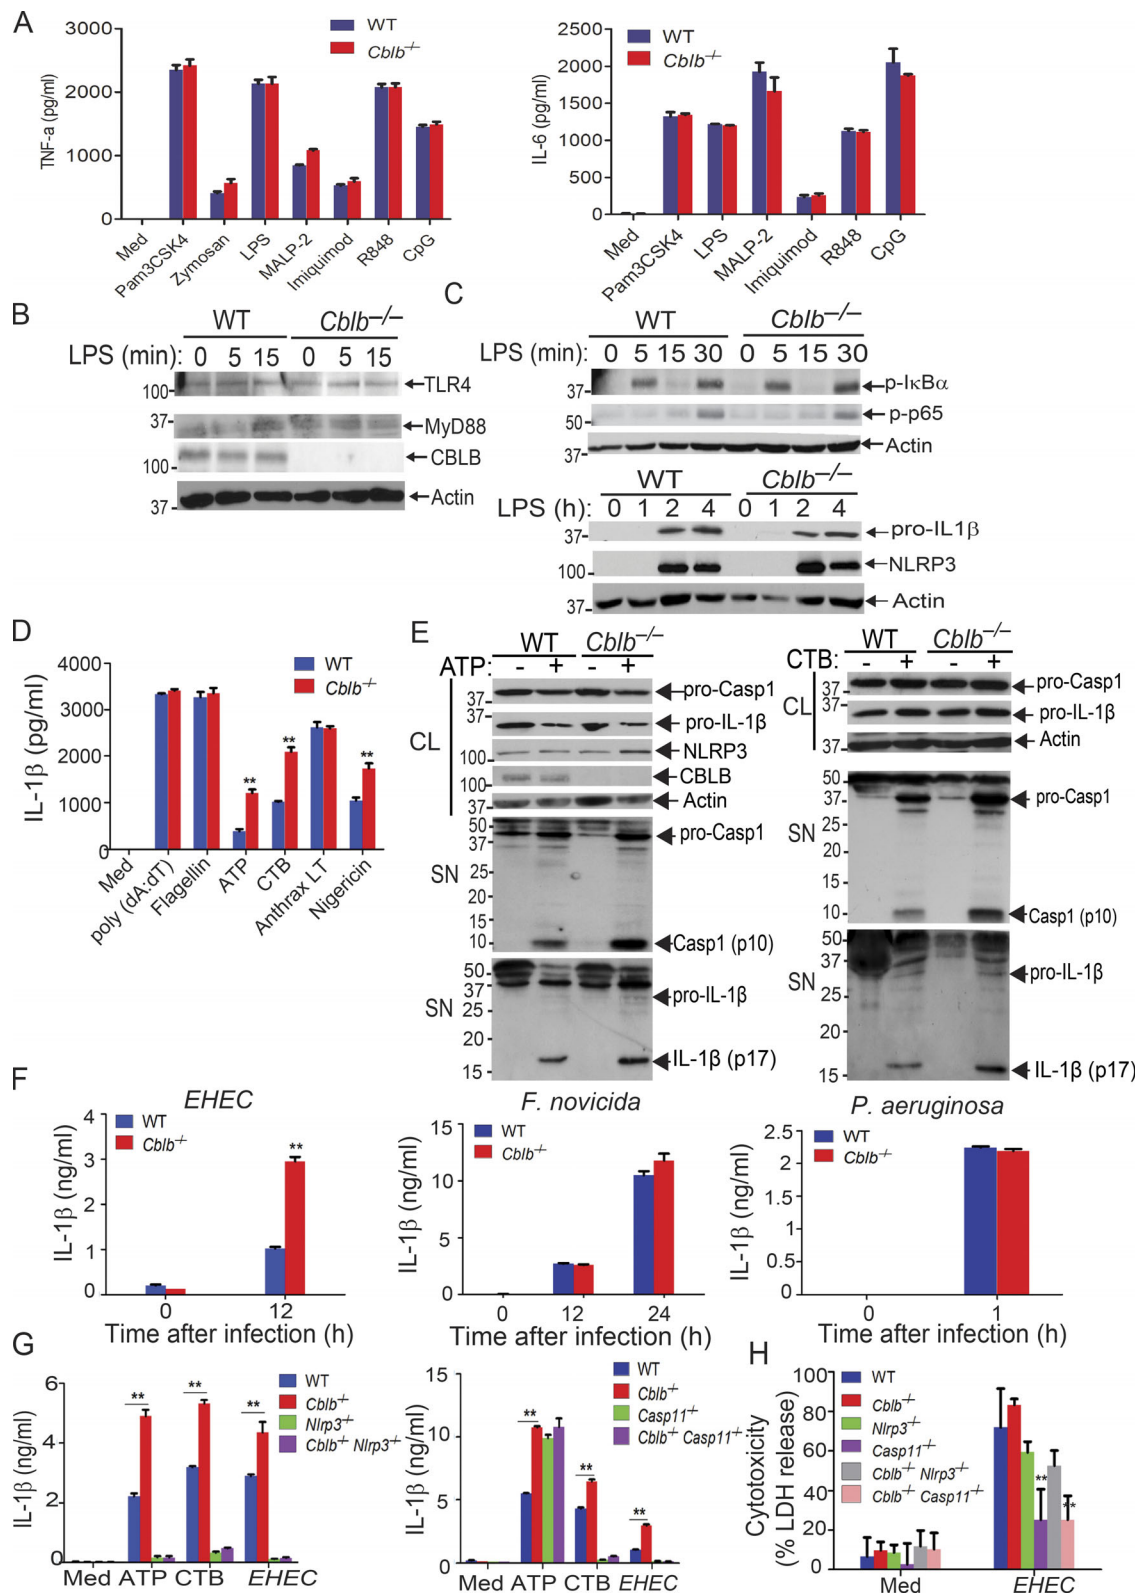 A
TNF-a (pg/ml)
3000
2000
1000
0
WT
Cblb–/–
Med
Pam3CSK4
Zymosan
LPS
MALP-2
Imiquimod
R848
CpG
IL-6 (pg/ml)
2500
2000
1500
1000
500
0
WT
Cblb–/–
Med
Pam3CSK4
LPS
MALP-2
Imiquimod
R848
CpG
B
WT Cblb–/–
LPS (min): 0 5 15 0 5 15
100 TLR4
37 MyD88
100 CBLB
37 Actin
C
WT Cblb–/–
LPS (min): 0 5 15 30 0 5 15 30
37 p-IκBα
50 p-p65
37 Actin
WT Cblb–/–
LPS (h): 0 1 2 4 0 1 2 4
37 pro-IL1β
100 NLRP3
37 Actin
D
IL-1β (pg/ml)
4000
3000
2000
1000
0
WT
Cblb–/–
** ** **
Med
poly (dA:dT)
Flagellin
ATP
CTB
Anthrax LT
Nigericin
E
WT Cblb–/–
ATP: - + - +
CL
37 pro-Casp1
37 pro-IL-1β
100 NLRP3
100 CBLB
37 Actin
SN
50
37 pro-Casp1
25
20
15
10 Casp1 (p10)
SN
50
37 pro-IL-1β
25
20
15 IL-1β (p17)
WT Cblb–/–
CTB: - + - +
CL
37 pro-Casp1
37 pro-IL-1β
37 Actin
SN
50
37 pro-Casp1
25
20
15
10 Casp1 (p10)
SN
50
37 pro-IL-1β
25
20
15 IL-1β (p17)
F
EHEC
IL-1β (ng/ml)
4
3
2
1
0
WT
Cblb–/–
**
0 12
Time after infection (h)
F. novicida
IL-1β (ng/ml)
15
10
5
0
WT
Cblb–/–
0 12 24
Time after infection (h)
P. aeruginosa
IL-1β (ng/ml)
2.5
2
1.5
1
0.5
0
WT
Cblb–/–
0 1
Time after infection (h)
G
IL-1β (ng/ml)
6
4
2
0
WT
Cblb–/–
Nlrp3–/–
Cblb–/– Nlrp3–/–
** ** **
Med ATP CTB EHEC
IL-1β (ng/ml)
15
10
5
0
WT
Cblb–/–
Casp11–/–
Cblb–/– Casp11–/–
** ** **
Med ATP CTB EHEC
H
Cytotoxicity
(% LDH release)
100
80
60
40
20
0
WT
Cblb–/–
Nlrp3–/–
Casp11–/–
Cblb–/– Nlrp3–/–
Cblb–/– Casp11–/–
** **
Med EHEC